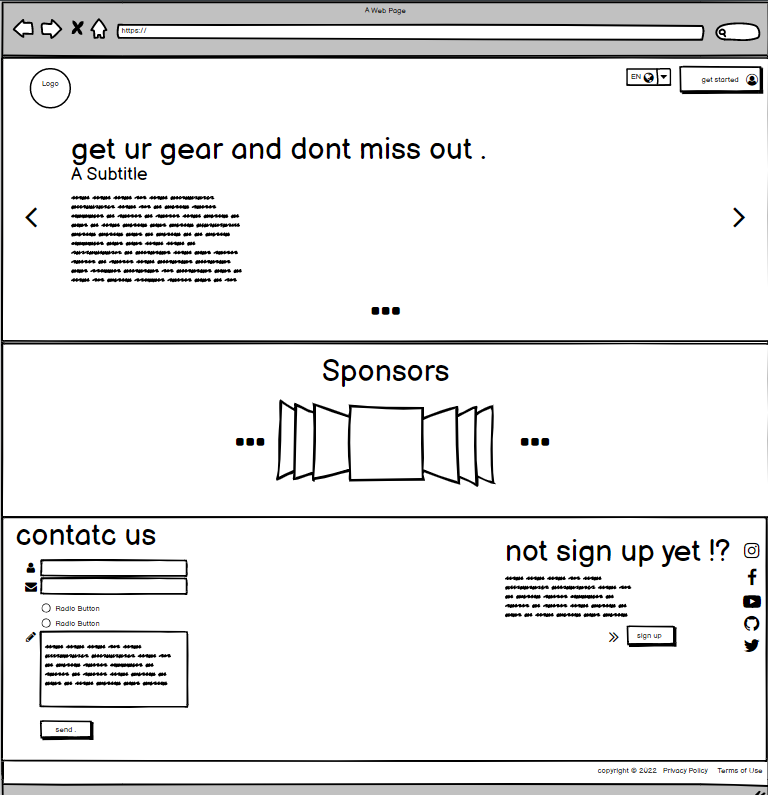 A Web Page
https://
Logo
EN
get started
get ur gear and dont miss out .
A Subtitle
Sponsors
contatc us
Radio Button
Radio Button
send .
not sign up yet !?
sign up
copyright © 2022 Privacy Policy Terms of Use